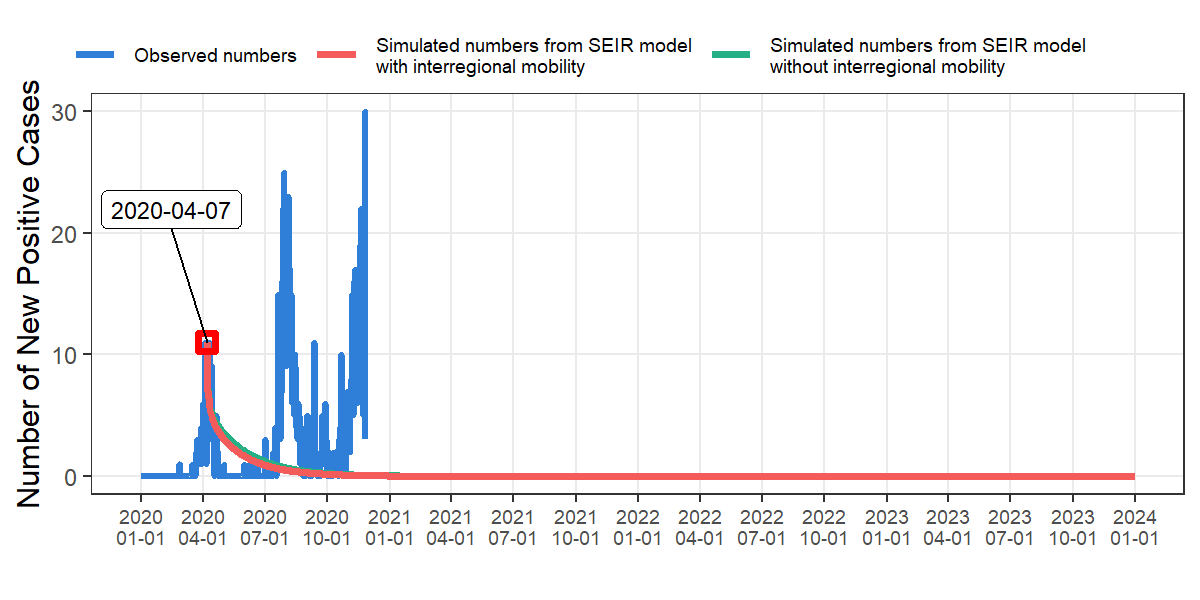 Observed numbers
Simulated numbers from SEIR model
with interregional mobility
Simulated numbers from SEIR model
without interregional mobility
Number of New Positive Cases
30
20
10
0
2020-04-07
2020 2020 2020 2020 2021 2021 2021 2021 2022 2022 2022 2022 2023 2023 2023 2023 2024
01-01 04-01 07-01 10-01 01-01 04-01 07-01 10-01 01-01 04-01 07-01 10-01 01-01 04-01 07-01 10-01 01-01